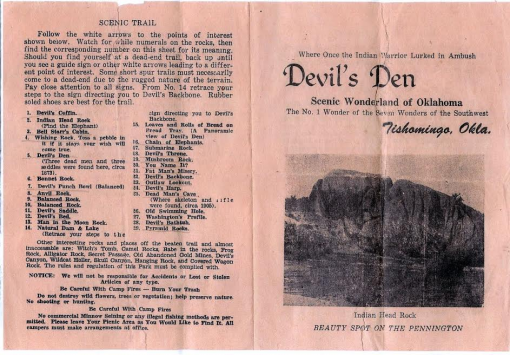 SCENIC TRAIL
Follow the white arrows to the points of interest
shown below. Watch for while numerals on the rocks, then
find the corresponding number on this sheet for its meaning.
Should you find yourself at a dead-end trail, back up until
you see a guide sign or other white arrows leading to a differ-
ent point of interest. Some short spur trails must necessarily
come to a dead-end due to the rugged nature of the terrain.
Pay close attention to all signs. From No. 14 retrace your
steps to the sign directing you to Devil's Backbone. Rubber
soled shoes are best for the trail.
1. Devil's Coffin.
2. Indian Head Rock
(Find the Elephant)
3. Bell Starr's Cabin.
4. Wishing Rock. Toss a pebble in
it if it stays your wish will
come true.
5. Devil's Den.
(Three dead men and three
saddles were found here, circa
1873).
6. Bonnet Rock.
7. Devil's Punch Bowl (Balanced)
8. Anvil Rock.
9. Balanced Rock.
10. Balanced Rock.
11. Devil's Saddle.
12. Devil's Bed.
13. Man in the Moon Rock.
14. Natural Dam & Lake
(Retrace your steps to the
sign directing you to Devil's
Backbone.
15. Loaves and Rolls of Bread on
Bread Tray. (A Panoramic
view of Devil's Den)
16. Chain of Elephants.
17. Submarine Rock.
18. Devil's Throne.
19. Mushroom Rock.
20. You Name It?
21. Fat Man's Misery.
22. Devil's Backbone.
23. Outlaw Lookout.
24. Devil's Harp.
25. Dead Man's Cave.
(Where skeleton and rifle
were found, circa 1905).
26. Old Swimming Hole.
27. Washington's Profile.
28. Devil's Bathtub.
29. Pyramid Rocks.
Other interesting rocks and places off the beaten trail and almost
inaccessable are: Witch's Tomb, Camel Rocks, Babe in the rocks, Frog
Rock, Alligator Rock, Secret Passage, Old Abandoned Gold Mines, Devil's
Canyon, Wildcat Holler, Skull Canyon, Hanging Rock, and Covered Wagon
Rock. The rules and regulation of this Park must be complied with.
NOTICE: We will not be responsible for Accidents or Lost or Stolen
Articles of any type.
Be Careful With Camp Fires — Burn Your Trash
Do not destroy wild flowers, trees or vegetation; help preserve nature
No shooting or hunting.
Be Careful With Camp Fires
No commercial Minnow Seining or any illegal fishing methods are per-
mitted. Please leave Your Picnic Area as You Would Like to Find It. All
campers must make arrangements at office.
Where Once the Indian Warrior Lurked in Ambush
Devil's Den
Scenic Wonderland of Oklahoma
The No. 1 Wonder of the Seven Wonders of the Southwest
Tishomingo, Okla.
Indian Head Rock
BEAUTY SPOT ON THE PENNINGTON